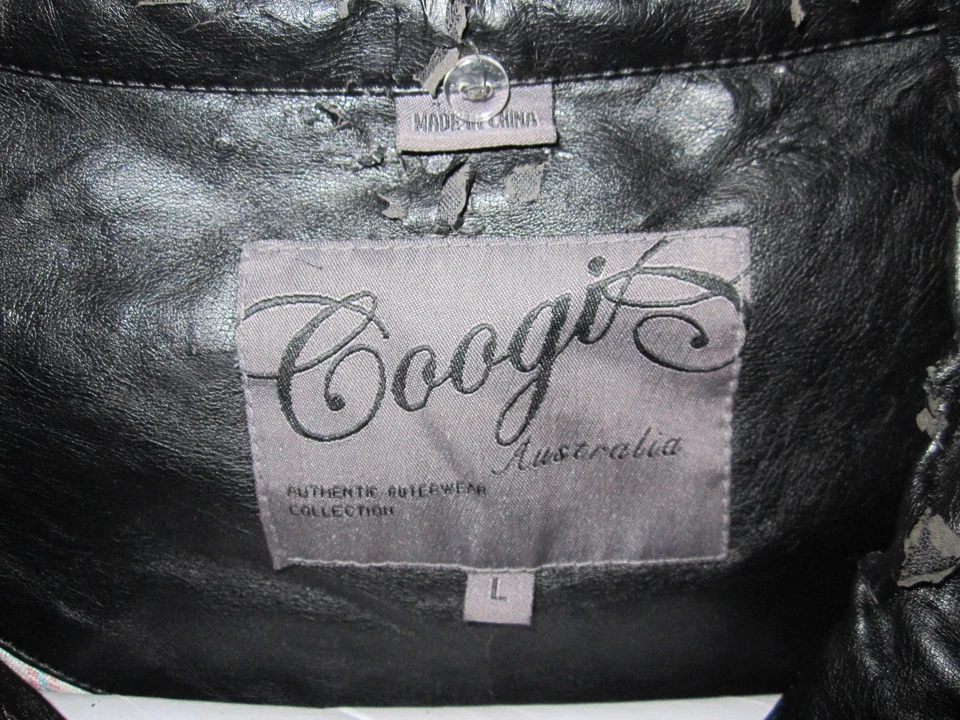 MADE IN CHINA
Coogi
Australia
AUTHENTIC OUTERWEAR
COLLECTION
L